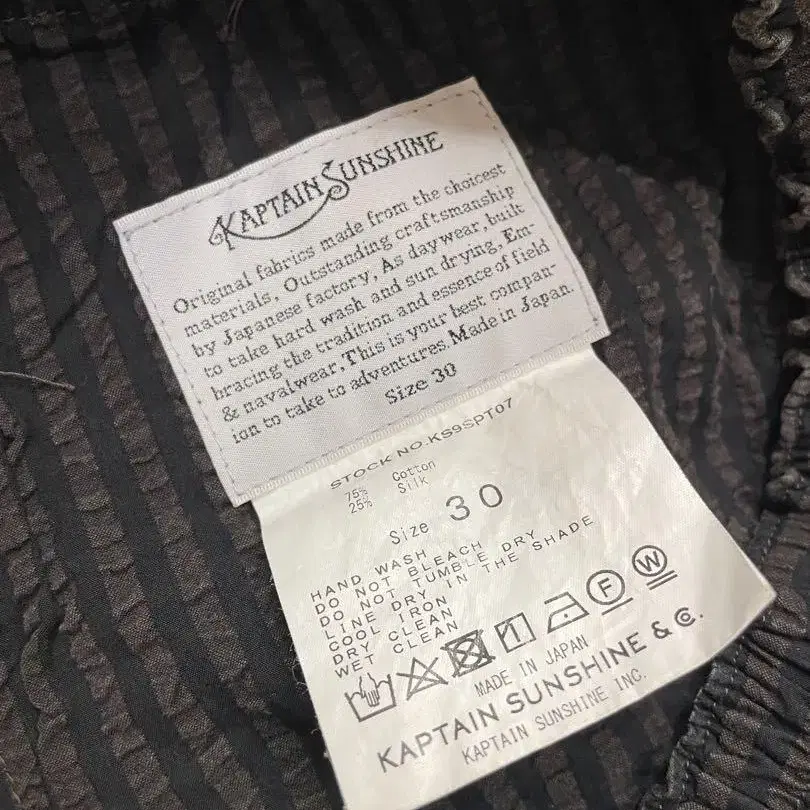 KAPTAIN SUNSHINE
Original fabrics made from the choicest
materials, Outstanding craftsmanship
by Japanese factory, As daywear, built
to take hard wash and sun drying, Em-
bracing the tradition and essence of field
& navalwear, This is your best compan-
ion to take to adventures Made in Japan.
Size 30
STOCK NO.KS9SPT07
75% Cotton
25% Silk
Size 30
HAND WASH
DO NOT BLEACH
DO NOT TUMBLE DRY
LINE DRY IN THE SHADE
COOL IRON
DRY CLEAN
WET CLEAN
F W
MADE IN JAPAN
KAPTAIN SUNSHINE & Co.
KAPTAIN SUNSHINE INC.